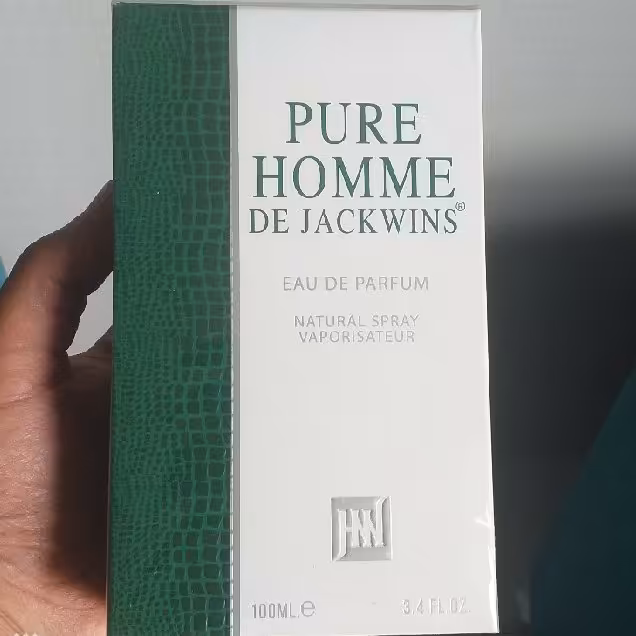 PURE
HOMME
DE JACKWINS®
EAU DE PARFUM
NATURAL SPRAY
VAPORiSATEUR
JHW
100ML.℮ 3.4 FL.OZ.